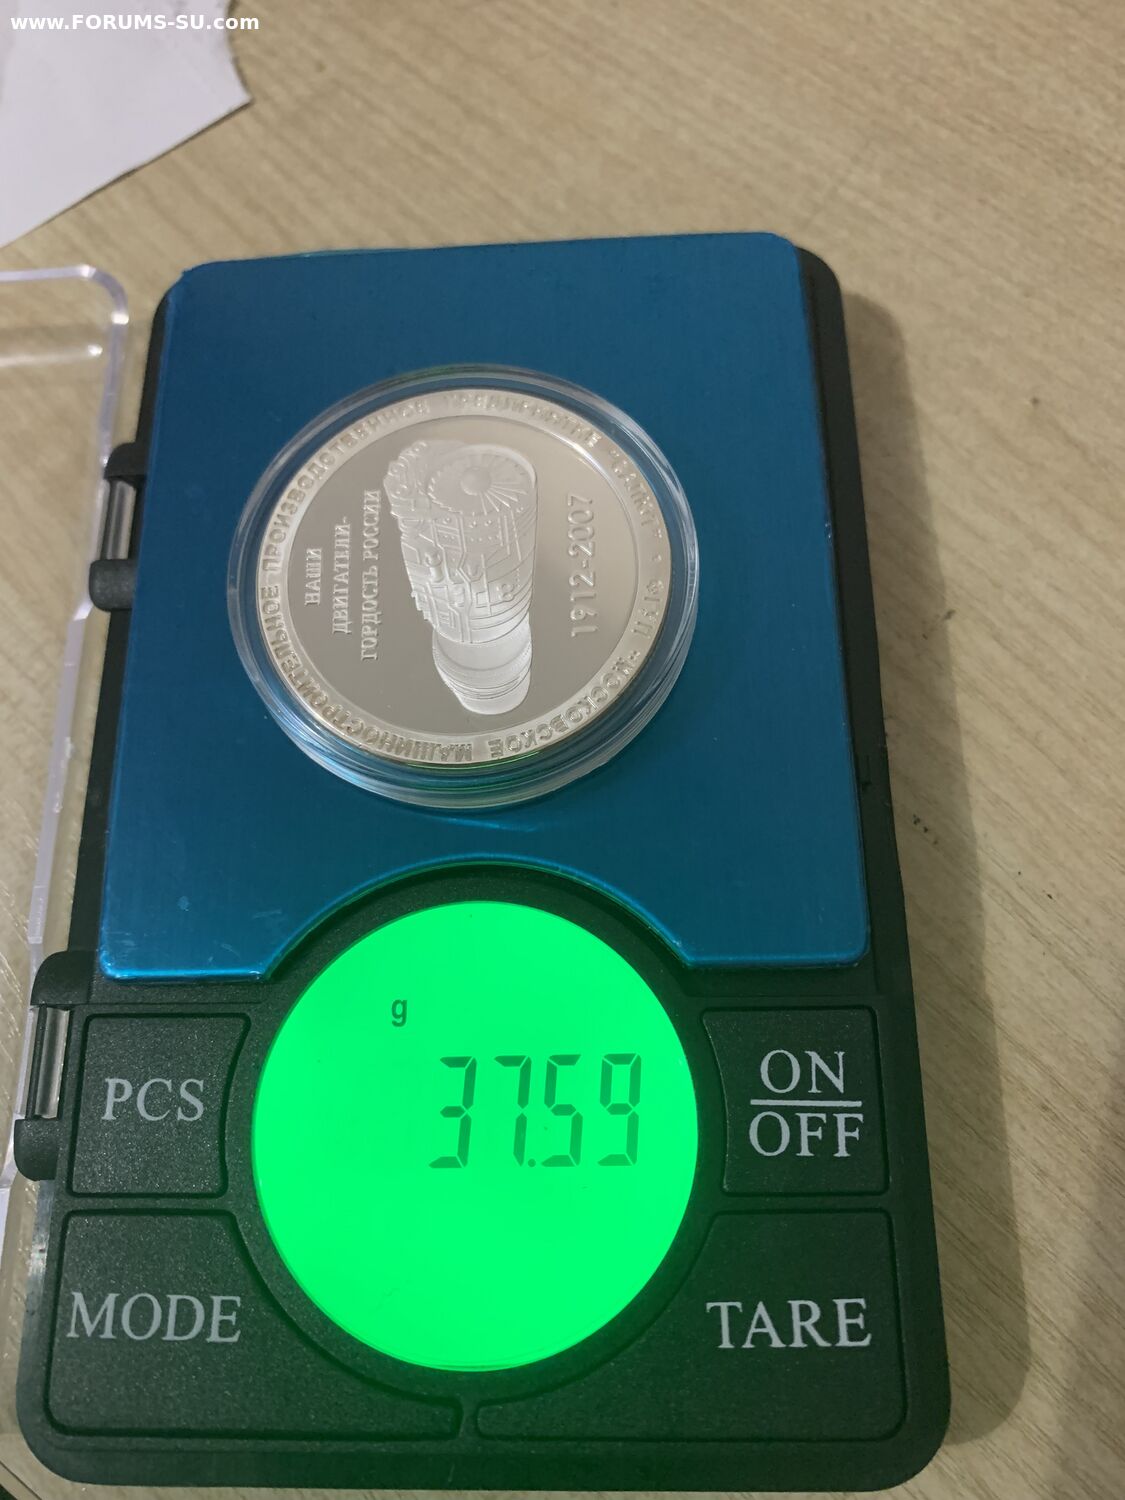 www.FORUMS-SU.com
МОСКОВСКОЕ МАШИНОСТРОИТЕЛЬНОЕ ПРОИЗВОДСТВЕННОЕ ПРЕДПРИЯТИЕ "САЛЮТ"
НАШИ
ДВИГАТЕЛИ-
ГОРДОСТЬ РОССИИ
1912-2007
g
37.59
PCS
ON
OFF
MODE
TARE